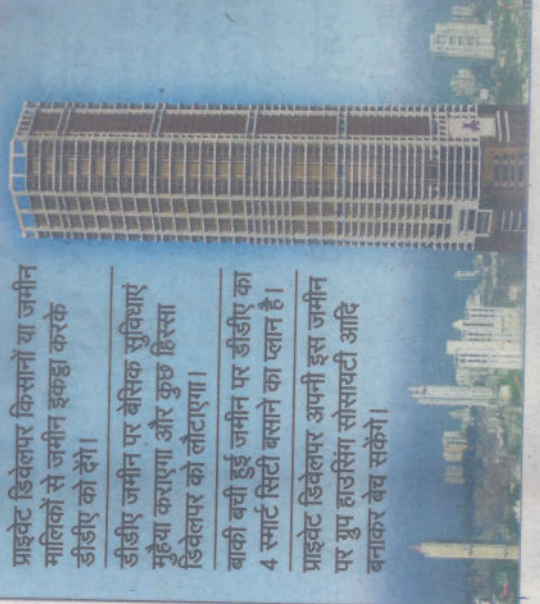 प्राइवेट डिवेलपर किसानों या जमीन
मालिकों से जमीन इकट्ठा करके
डीडीए को देंगे।
डीडीए जमीन पर बेसिक सुविधाएं
मुहैया कराएगा और कुछ हिस्सा
डिवेलपर को लौटाएगा।
बाकी बची हुई जमीन पर डीडीए का
4 स्मार्ट सिटी बसाने का प्लान है।
प्राइवेट डिवेलपर अपनी इस जमीन
पर ग्रुप हाउसिंग सोसायटी आदि
बनाकर बेच सकेंगे।